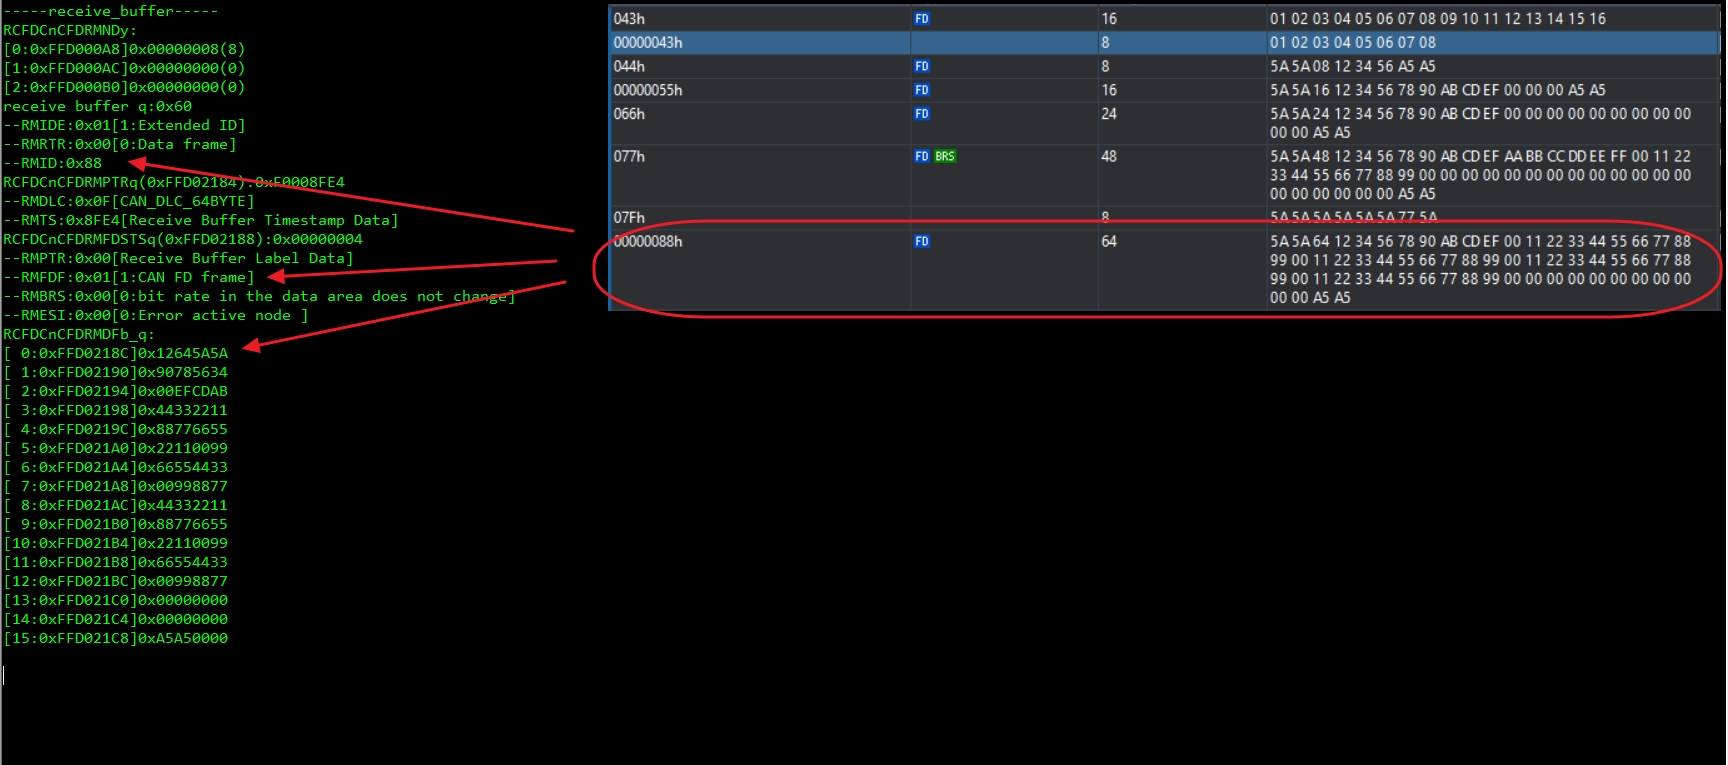 -----receive_buffer-----
RCFDCnCFDRMNDy:
[0:0xFFD000A8]0x00000008(8)
[1:0xFFD000AC]0x00000000(0)
[2:0xFFD000B0]0x00000000(0)
receive buffer q:0x60
--RMIDE:0x01[1:Extended ID]
--RMRTR:0x00[0:Data frame]
--RMID:0x88
RCFDCnCFDRMPTRq(0xFFD02184):0xF0008FE4
--RMDLC:0x0F[CAN_DLC_64BYTE]
--RMTS:0x8FE4[Receive Buffer Timestamp Data]
RCFDCnCFDRMFDSTSq(0xFFD02188):0x00000004
--RMPTR:0x00[Receive Buffer Label Data]
--RMFDF:0x01[1:CAN FD frame]
--RMBRS:0x00[0:bit rate in the data area does not change]
--RMESI:0x00[0:Error active node ]
RCFDCnCFDRMDFb_q:
[ 0:0xFFD0218C]0x12645A5A
[ 1:0xFFD02190]0x90785634
[ 2:0xFFD02194]0x00EFCDAB
[ 3:0xFFD02198]0x44332211
[ 4:0xFFD0219C]0x88776655
[ 5:0xFFD021A0]0x22110099
[ 6:0xFFD021A4]0x66554433
[ 7:0xFFD021A8]0x00998877
[ 8:0xFFD021AC]0x44332211
[ 9:0xFFD021B0]0x88776655
[10:0xFFD021B4]0x22110099
[11:0xFFD021B8]0x66554433
[12:0xFFD021BC]0x00998877
[13:0xFFD021C0]0x00000000
[14:0xFFD021C4]0x00000000
[15:0xFFD021C8]0xA5A50000
043h FD 16 01 02 03 04 05 06 07 08 09 10 11 12 13 14 15 16
00000043h 8 01 02 03 04 05 06 07 08
044h FD 8 5A 5A 08 12 34 56 A5 A5
00000055h FD 16 5A 5A 16 12 34 56 78 90 AB CD EF 00 00 00 A5 A5
066h FD 24 5A 5A 24 12 34 56 78 90 AB CD EF 00 00 00 00 00 00 00 00 00
00 00 A5 A5
077h FD BRS 48 5A 5A 48 12 34 56 78 90 AB CD EF AA BB CC DD EE FF 00 11 22
33 44 55 66 77 88 99 00 00 00 00 00 00 00 00 00 00 00 00 00 00
00 00 00 00 00 00 A5 A5
07Fh 8 5A 5A 5A 5A 5A 5A 77 5A
00000088h FD 64 5A 5A 64 12 34 56 78 90 AB CD EF 00 11 22 33 44 55 66 77 88
99 00 11 22 33 44 55 66 77 88 99 00 11 22 33 44 55 66 77 88
99 00 11 22 33 44 55 66 77 88 99 00 00 00 00 00 00 00 00 00
00 00 A5 A5